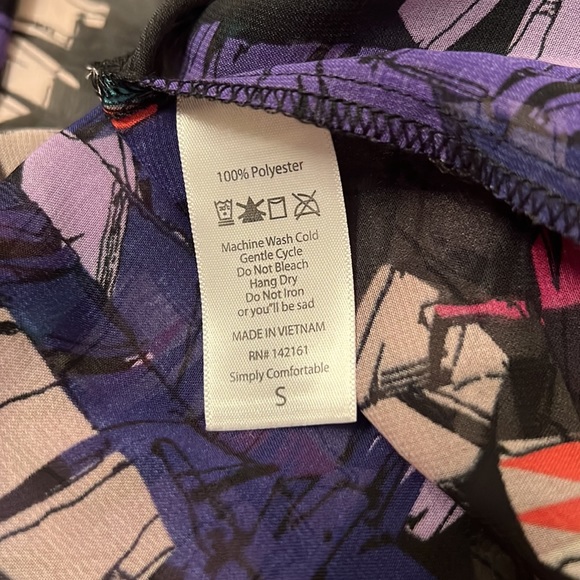 100% Polyester
Machine Wash Cold
Gentle Cycle
Do Not Bleach
Hang Dry
Do Not Iron
or you"ll be sad
MADE IN VIETNAM
RN# 142161
Simply Comfortable
S